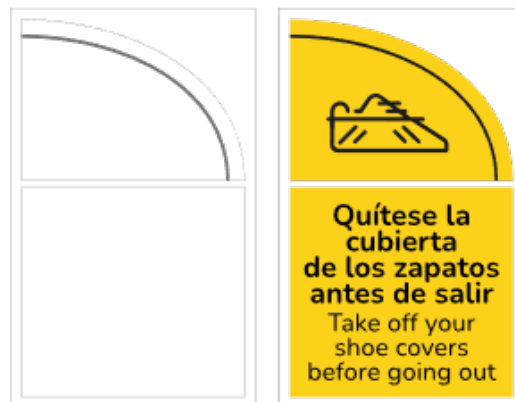 Quítese la
cubierta
de los zapatos
antes de salir
Take off your
shoe covers
before going out